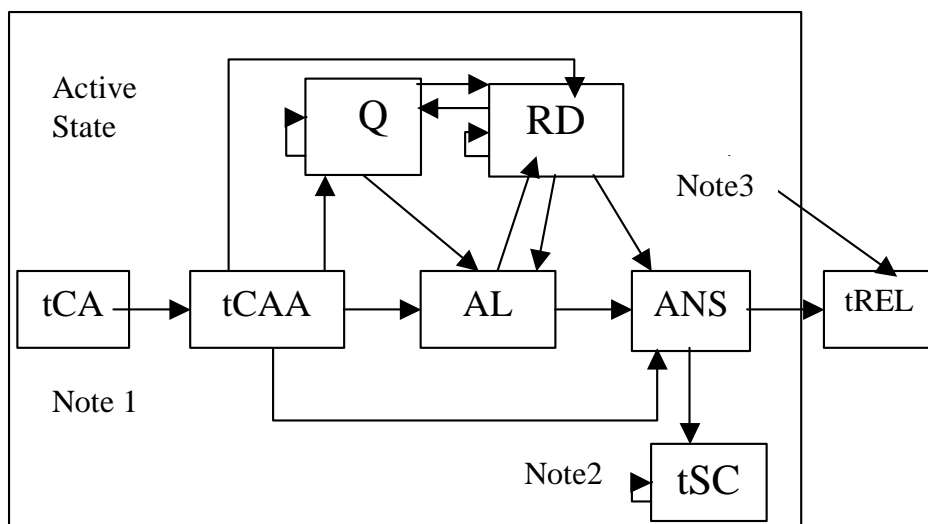 Active
State
Q
RD
Note3
tCA
tCAA
AL
ANS
tREL
Note 1
Note2
tSC